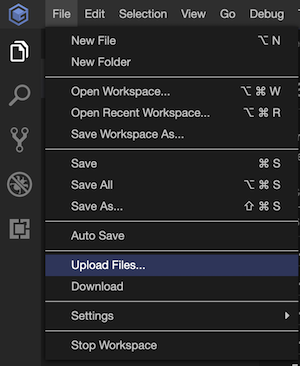 File Edit Selection View Go Debug
New File ⌥ N
New Folder
Open Workspace... ⌥ ⌘ W
Open Recent Workspace... ⌥ ⌘ R
Save Workspace As...
Save ⌘ S
Save All ⌥ ⌘ S
Save As... ⇧ ⌘ S
Auto Save
Upload Files...
Download
Settings
Stop Workspace